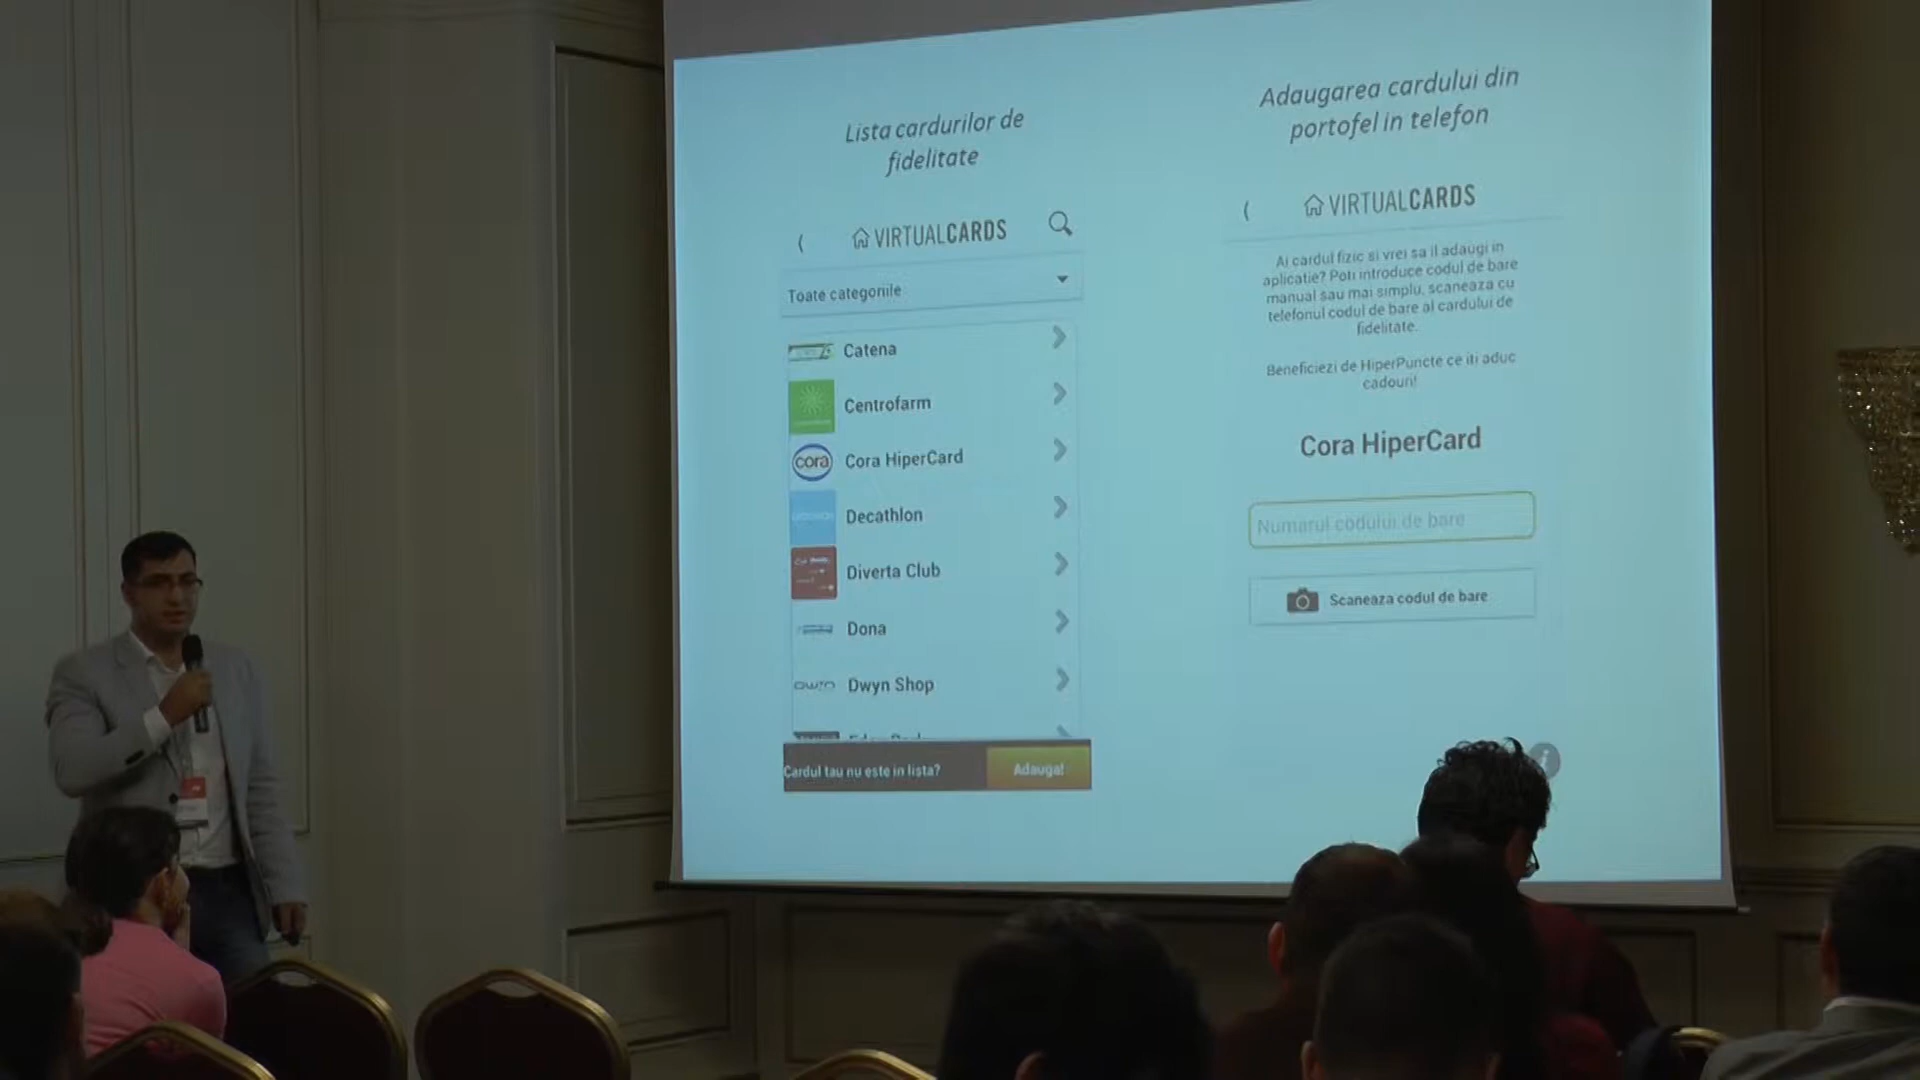 Lista cardurilor de
fidelitate
VIRTUALCARDS
Toate categoriile
Catena
Centrofarm
cora
Cora HiperCard
Decathlon
Diverta Club
Dona
Dwyn Shop
Cardul tau nu este in lista?
Adauga!
Adaugarea cardului din
portofel in telefon
VIRTUALCARDS
Ai cardul fizic si vrei sa il adaugi in
aplicatie? Poti introduce codul de bare
manual sau mai simplu, scaneaza cu
telefonul codul de bare al cardului de
fidelitate.
Beneficiezi de HiperPuncte ce iti aduc
cadouri!
Cora HiperCard
Numarul codului de bare
Scaneaza codul de bare